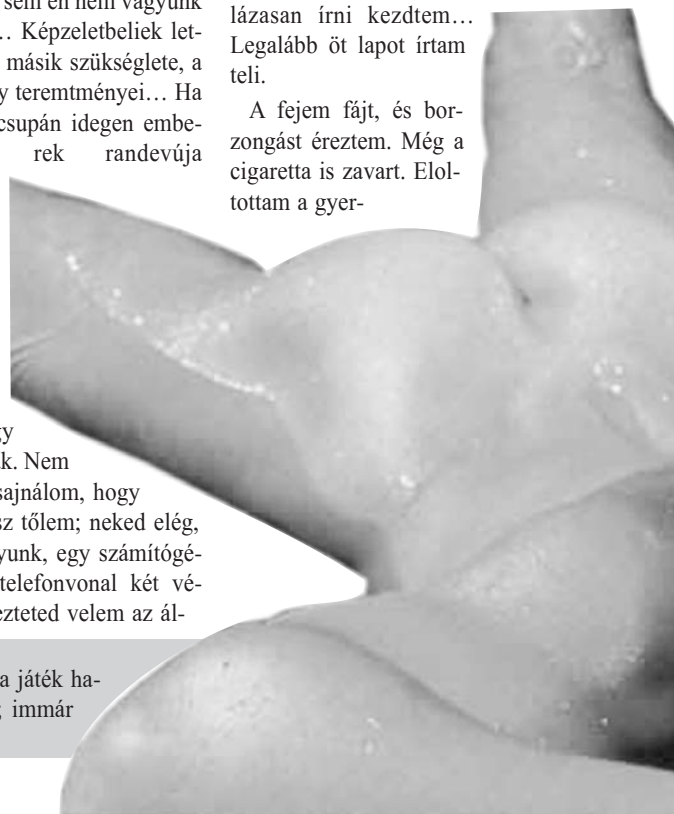 sem én nem vagyunk
… Képzeletbeliek let-
másik szükséglete, a
y teremtményei… Ha
csupán idegen embe-
rek randevúja
gy
k. Nem
sajnálom, hogy
sz tőlem; neked elég,
yunk, egy számítógé-
telefonvonal két vé-
ezteted velem az ál-
a játék ha-
immár
lázasan írni kezdtem…
Legalább öt lapot írtam
teli.
A fejem fájt, és bor-
zongást éreztem. Még a
cigaretta is zavart. Elol-
tottam a gyer-